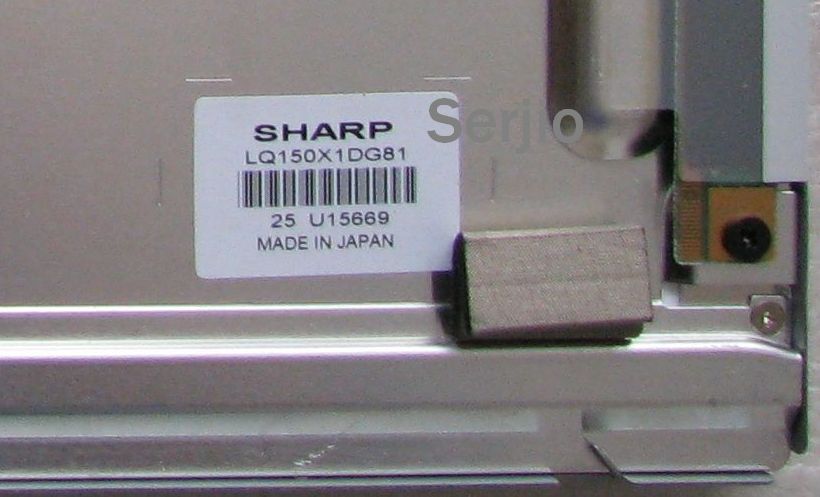 SHARP
LQ150X1DG81
25 U15669
MADE IN JAPAN
Serjio